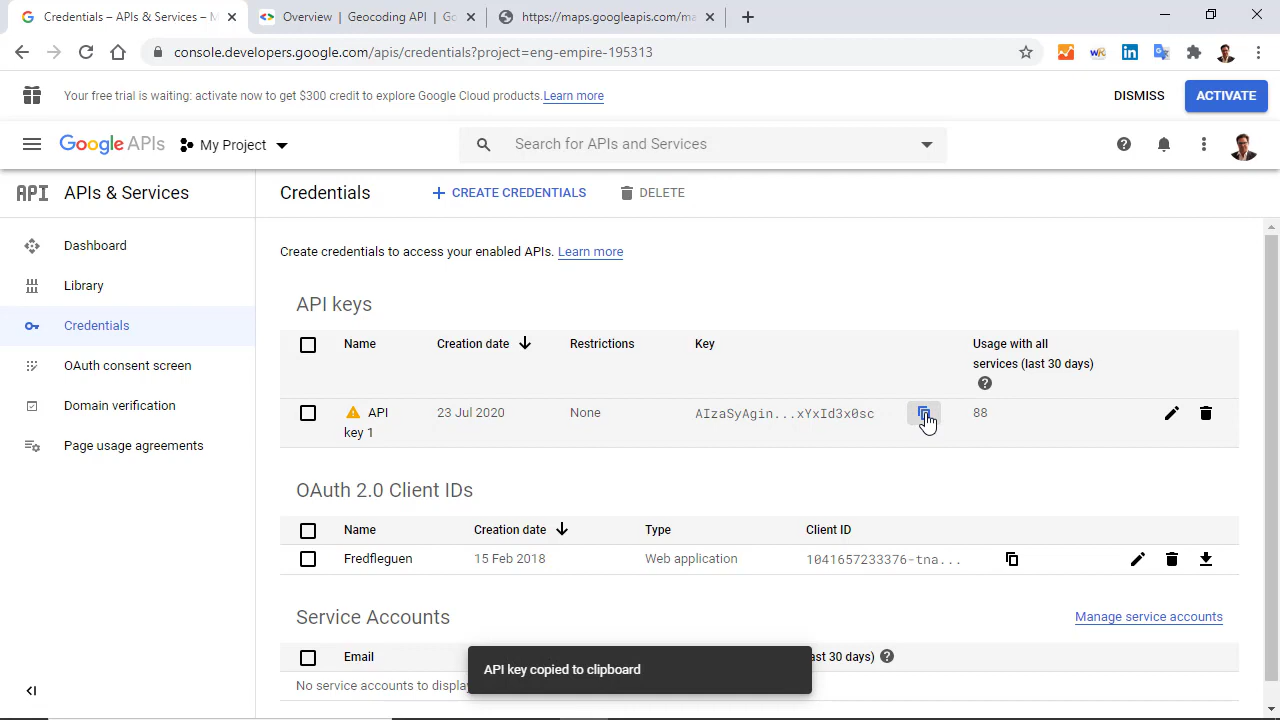 Credentials – APIs & Services – M
Overview | Geocoding API | Go
https://maps.googleapis.com/ma
console.developers.google.com/apis/credentials?project=eng-empire-195313
Your free trial is waiting: activate now to get $300 credit to explore Google Cloud products. Learn more
DISMISS
ACTIVATE
Google APIs
My Project
Search for APIs and Services
API
APIs & Services
Credentials
CREATE CREDENTIALS
DELETE
Dashboard
Library
Credentials
OAuth consent screen
Domain verification
Page usage agreements
Create credentials to access your enabled APIs. Learn more
API keys
Name
Creation date
Restrictions
Key
Usage with all
services (last 30 days)
API
key 1
23 Jul 2020
None
AIzaSyAgin...xYxId3x0sc
88
OAuth 2.0 Client IDs
Name
Creation date
Type
Client ID
Fredfleguen
15 Feb 2018
Web application
1041657233376-tna...
Service Accounts
Manage service accounts
Email
ast 30 days)
No service accounts to display
API key copied to clipboard